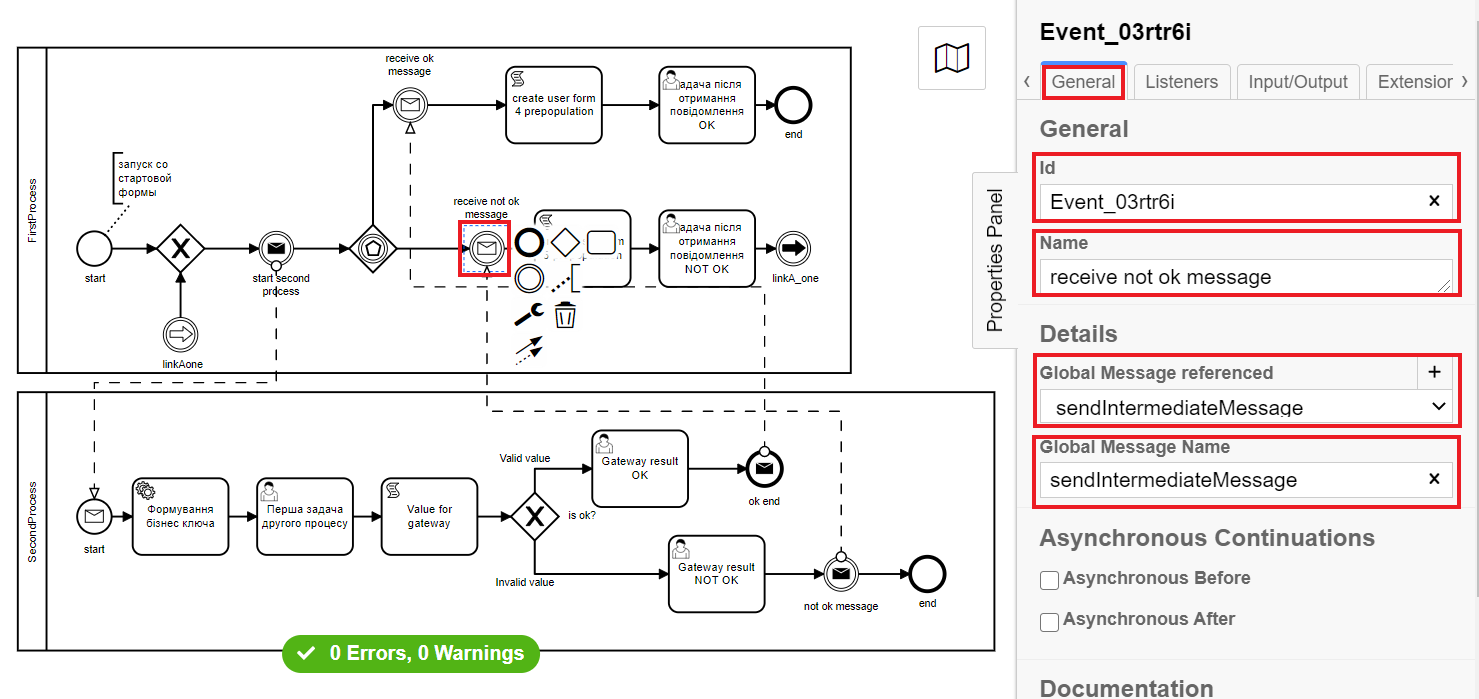 FirstProcess
receive ok
message
create user form
4 prepopulation
адача після
отримання
повідомлення
OK
end
запуск со
стартовой
формы
start
start second
process
linkAone
receive not ok
message
адача після
отримання
повідомлення
NOT OK
linkA_one
SecondProcess
start
Формування
бізнес ключа
Перша задача
другого процесу
Value for
gateway
Valid value
is ok?
Invalid value
Gateway result
OK
ok end
Gateway result
NOT OK
not ok message
end
0 Errors, 0 Warnings
Properties Panel
Event_03rtr6i
General
Listeners
Input/Output
Extension
General
Id
Event_03rtr6i
Name
receive not ok message
Details
Global Message referenced
sendIntermediateMessage
Global Message Name
sendIntermediateMessage
Asynchronous Continuations
Asynchronous Before
Asynchronous After
Documentation